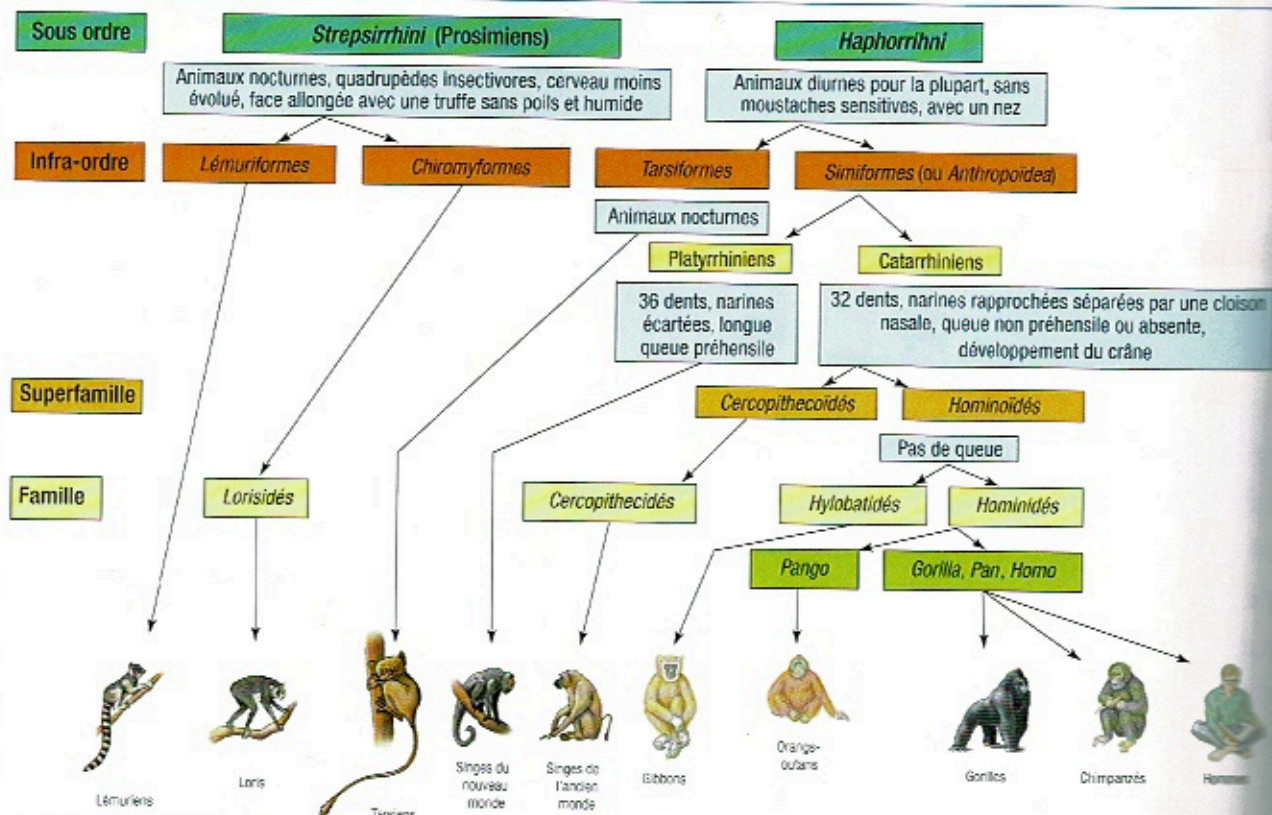 Sous ordre
Strepsirrhini (Prosimiens)
Haphorrihni
Animaux nocturnes, quadrupèdes insectivores, cerveau moins
évolué, face allongée avec une truffe sans poils et humide
Animaux diurnes pour la plupart, sans
moustaches sensitives, avec un nez
Infra-ordre
Lémuriformes
Chiromyformes
Tarsiformes
Simiformes (ou Anthropoïdea)
Animaux nocturnes
Platyrrhiniens
Catarrhiniens
36 dents, narines
écartées, longue
queue préhensile
32 dents, narines rapprochées séparées par une cloison
nasale, queue non préhensile ou absente,
développement du crâne
Superfamille
Cercopithecoïdés
Hominoïdés
Pas de queue
Famille
Lorisidés
Cercopithecidés
Hylobatidés
Hominidés
Pango
Gorilla, Pan, Homo
Lémuriens
Loris
Singes du
nouveau
monde
Singes de
l'ancien
monde
Gibbons
Orangs-
outans
Gorilles
Chimpanzés
Hommes